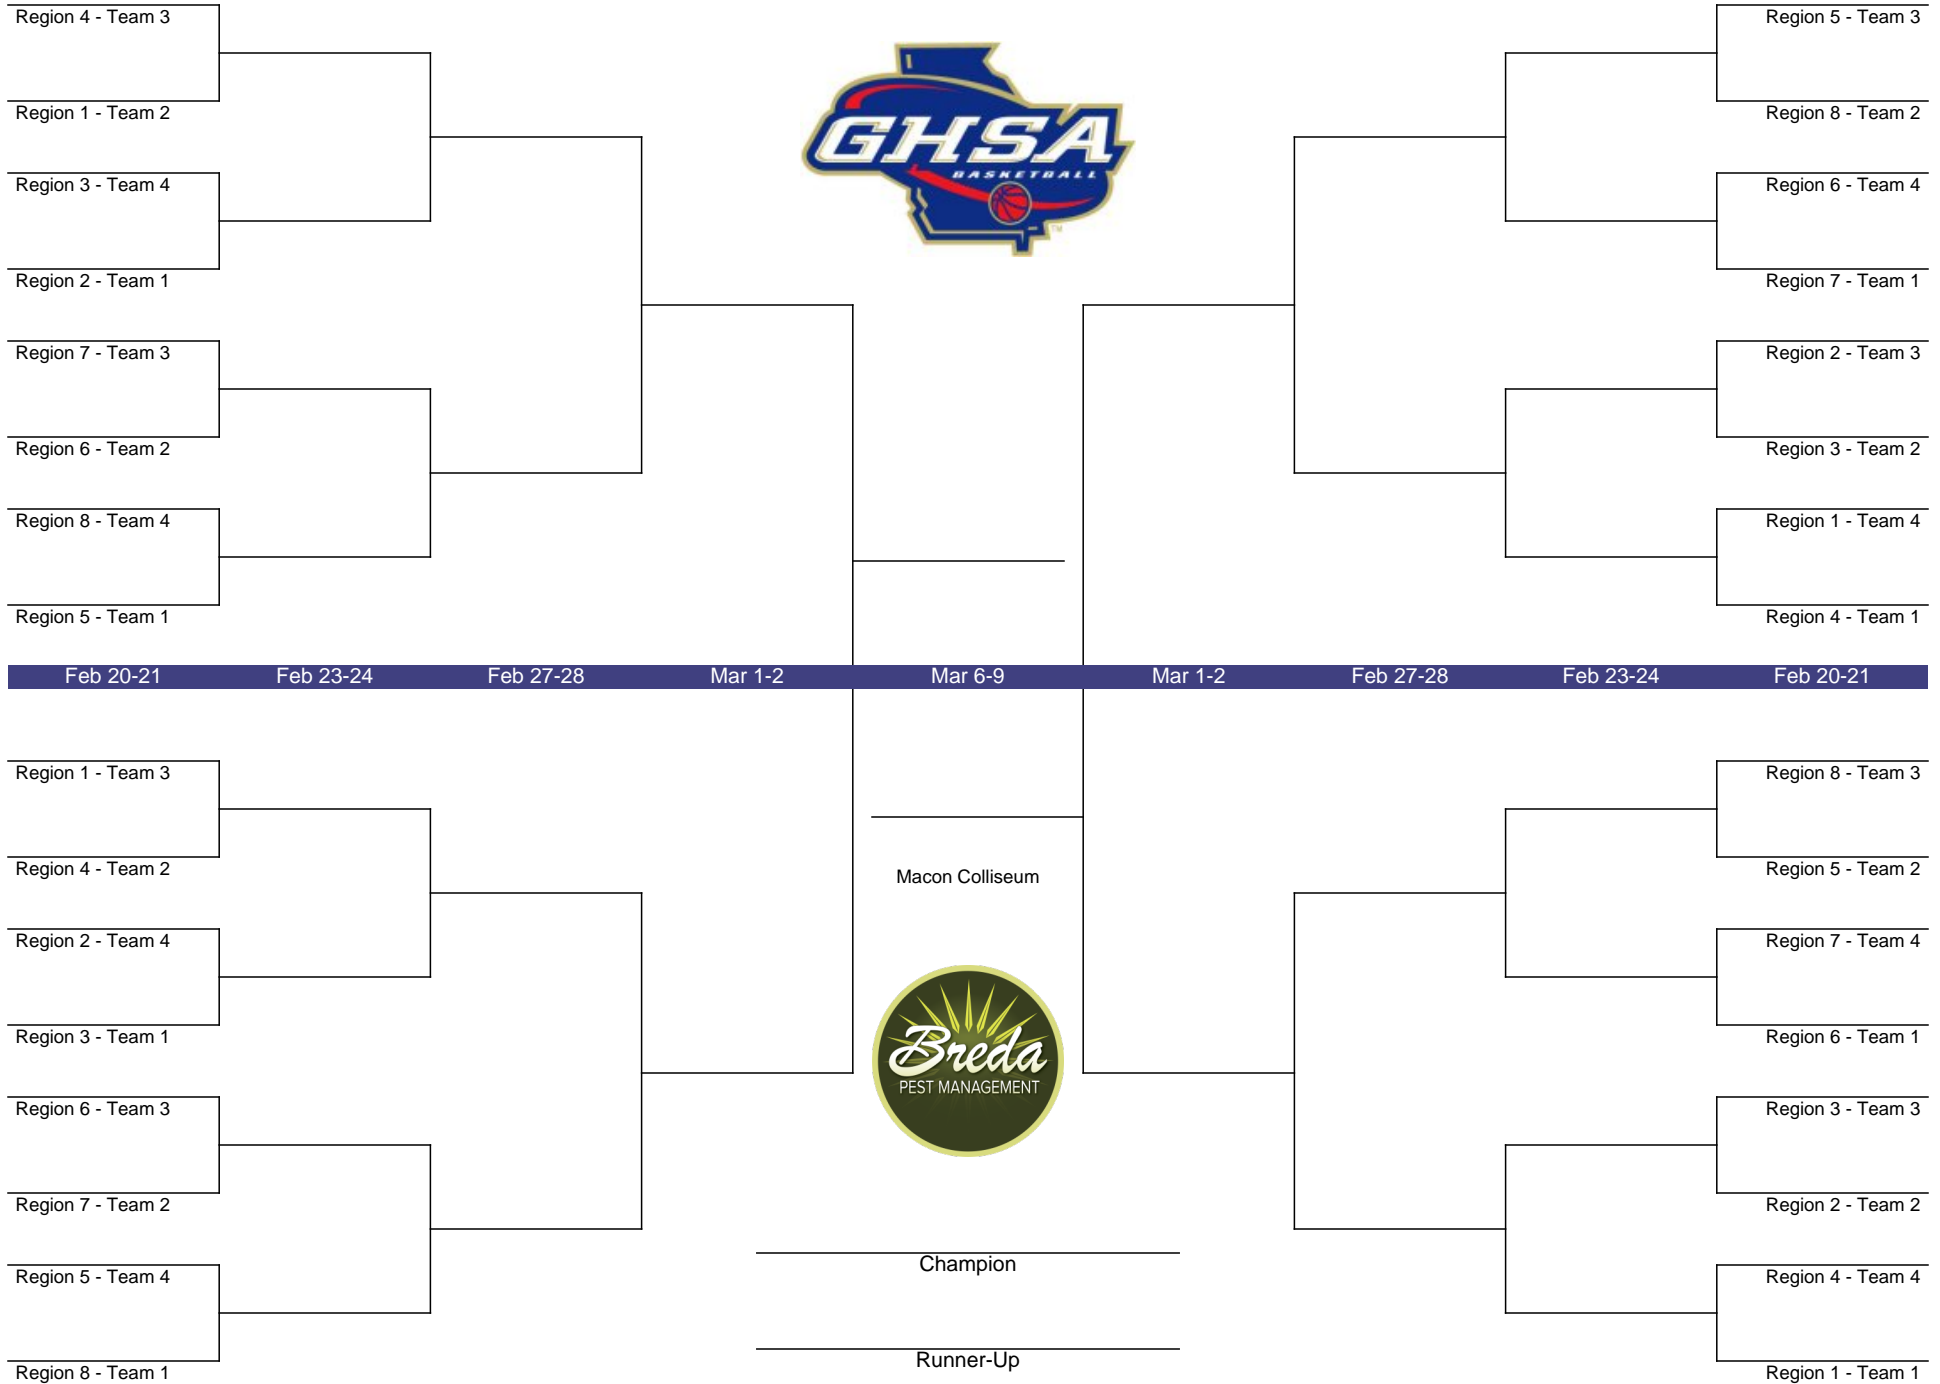 Region 4 - Team 3
Region 5 - Team 3
Region 1 - Team 2
Region 8 - Team 2
GHSA
BASKETBALL
TM
Region 3 - Team 4
Region 6 - Team 4
Region 2 - Team 1
Region 7 - Team 1
Region 7 - Team 3
Region 2 - Team 3
Region 6 - Team 2
Region 3 - Team 2
Region 8 - Team 4
Region 1 - Team 4
Region 5 - Team 1
Region 4 - Team 1
Feb 20-21 Feb 23-24 Feb 27-28 Mar 1-2 Mar 6-9 Mar 1-2 Feb 27-28 Feb 23-24 Feb 20-21
Region 1 - Team 3
Region 8 - Team 3
Region 4 - Team 2
Macon Colliseum
Region 5 - Team 2
Region 2 - Team 4
Region 7 - Team 4
Region 3 - Team 1
Region 6 - Team 1
Breda
PEST MANAGEMENT
Region 6 - Team 3
Region 3 - Team 3
Region 7 - Team 2
Region 2 - Team 2
Champion
Region 5 - Team 4
Region 4 - Team 4
Runner-Up
Region 8 - Team 1
Region 1 - Team 1